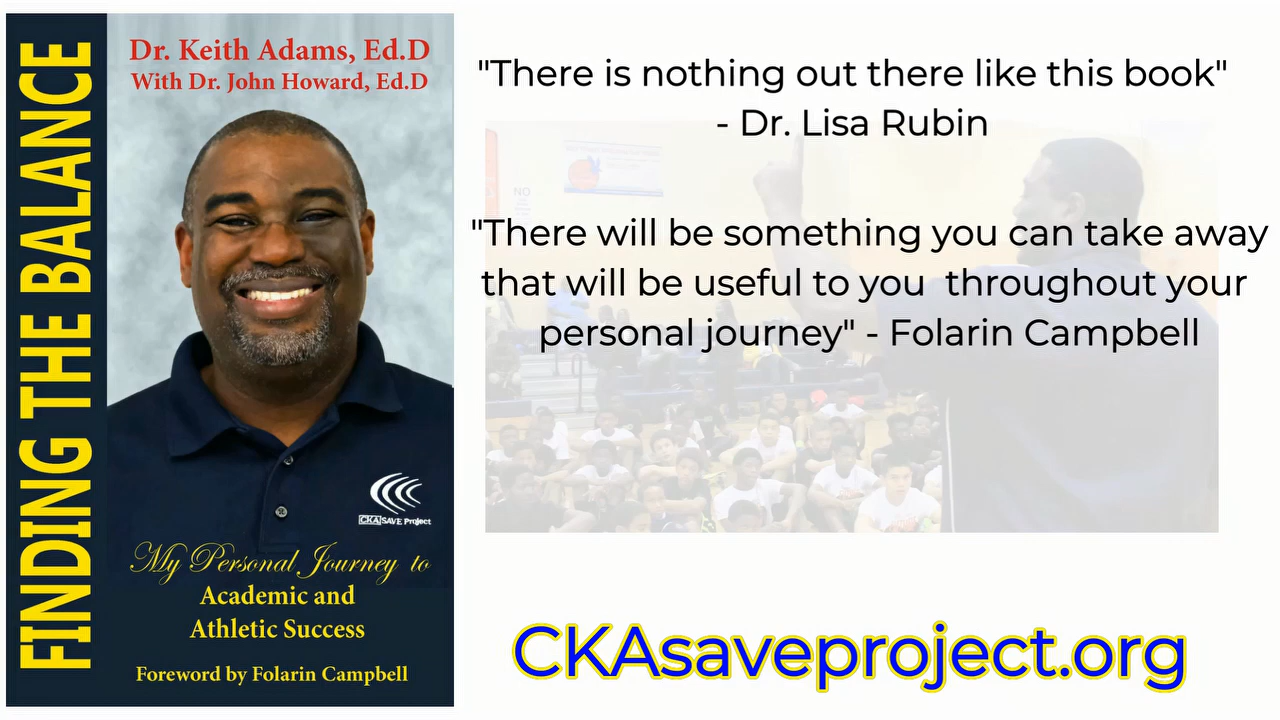 FINDING THE BALANCE
Dr. Keith Adams, Ed.D
With Dr. John Howard, Ed.D
CKA SAVE Project
My Personal Journey to
Academic and
Athletic Success
Foreword by Folarin Campbell
"There is nothing out there like this book"
- Dr. Lisa Rubin
NO
"There will be something you can take away
that will be useful to you throughout your
personal journey" - Folarin Campbell
CKAsaveproject.org